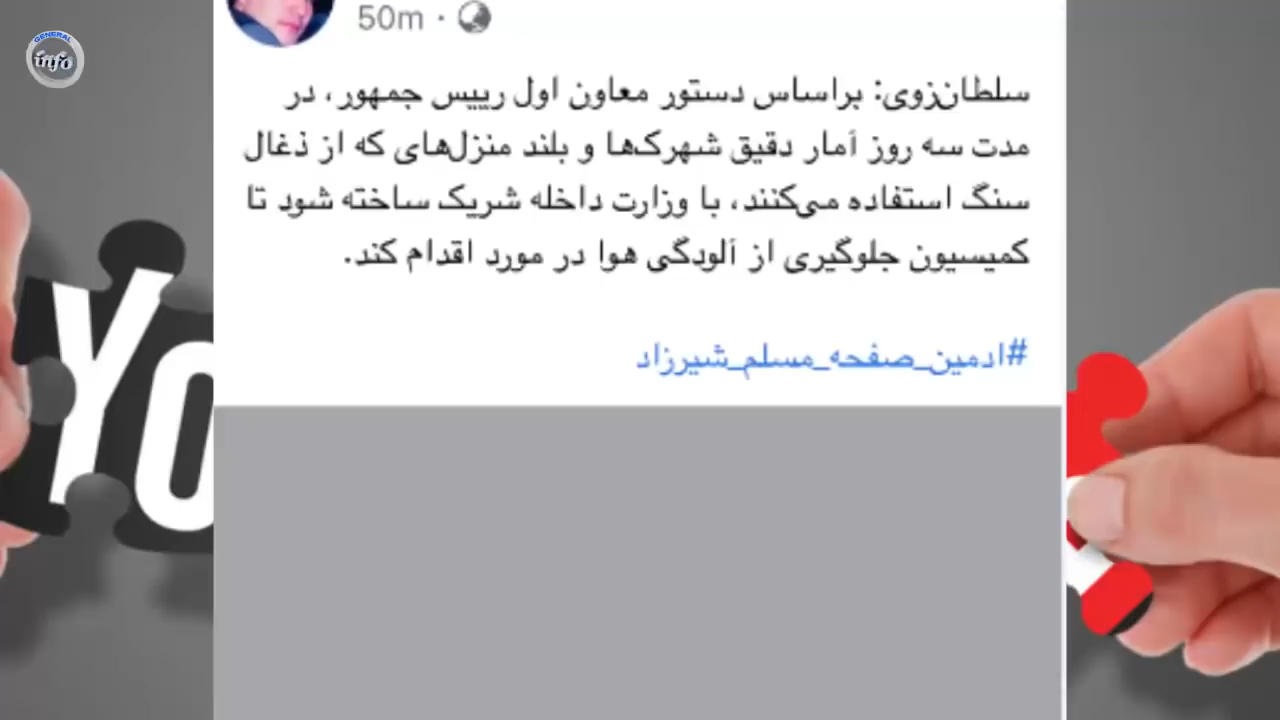 GENERAL
info
50m ·
سلطان‌زوی: براساس دستور معاون اول رییس جمهور، در
مدت سه روز آمار دقیق شهرک‌ها و بلند منزل‌های که از ذغال
سنگ استفاده می‌کنند، با وزارت داخله شریک ساخته شود تا
کمیسیون جلوگیری از آلودگی هوا در مورد اقدام کند.
#ادمین_صفحه_مسلم_شیرزاد
Yo